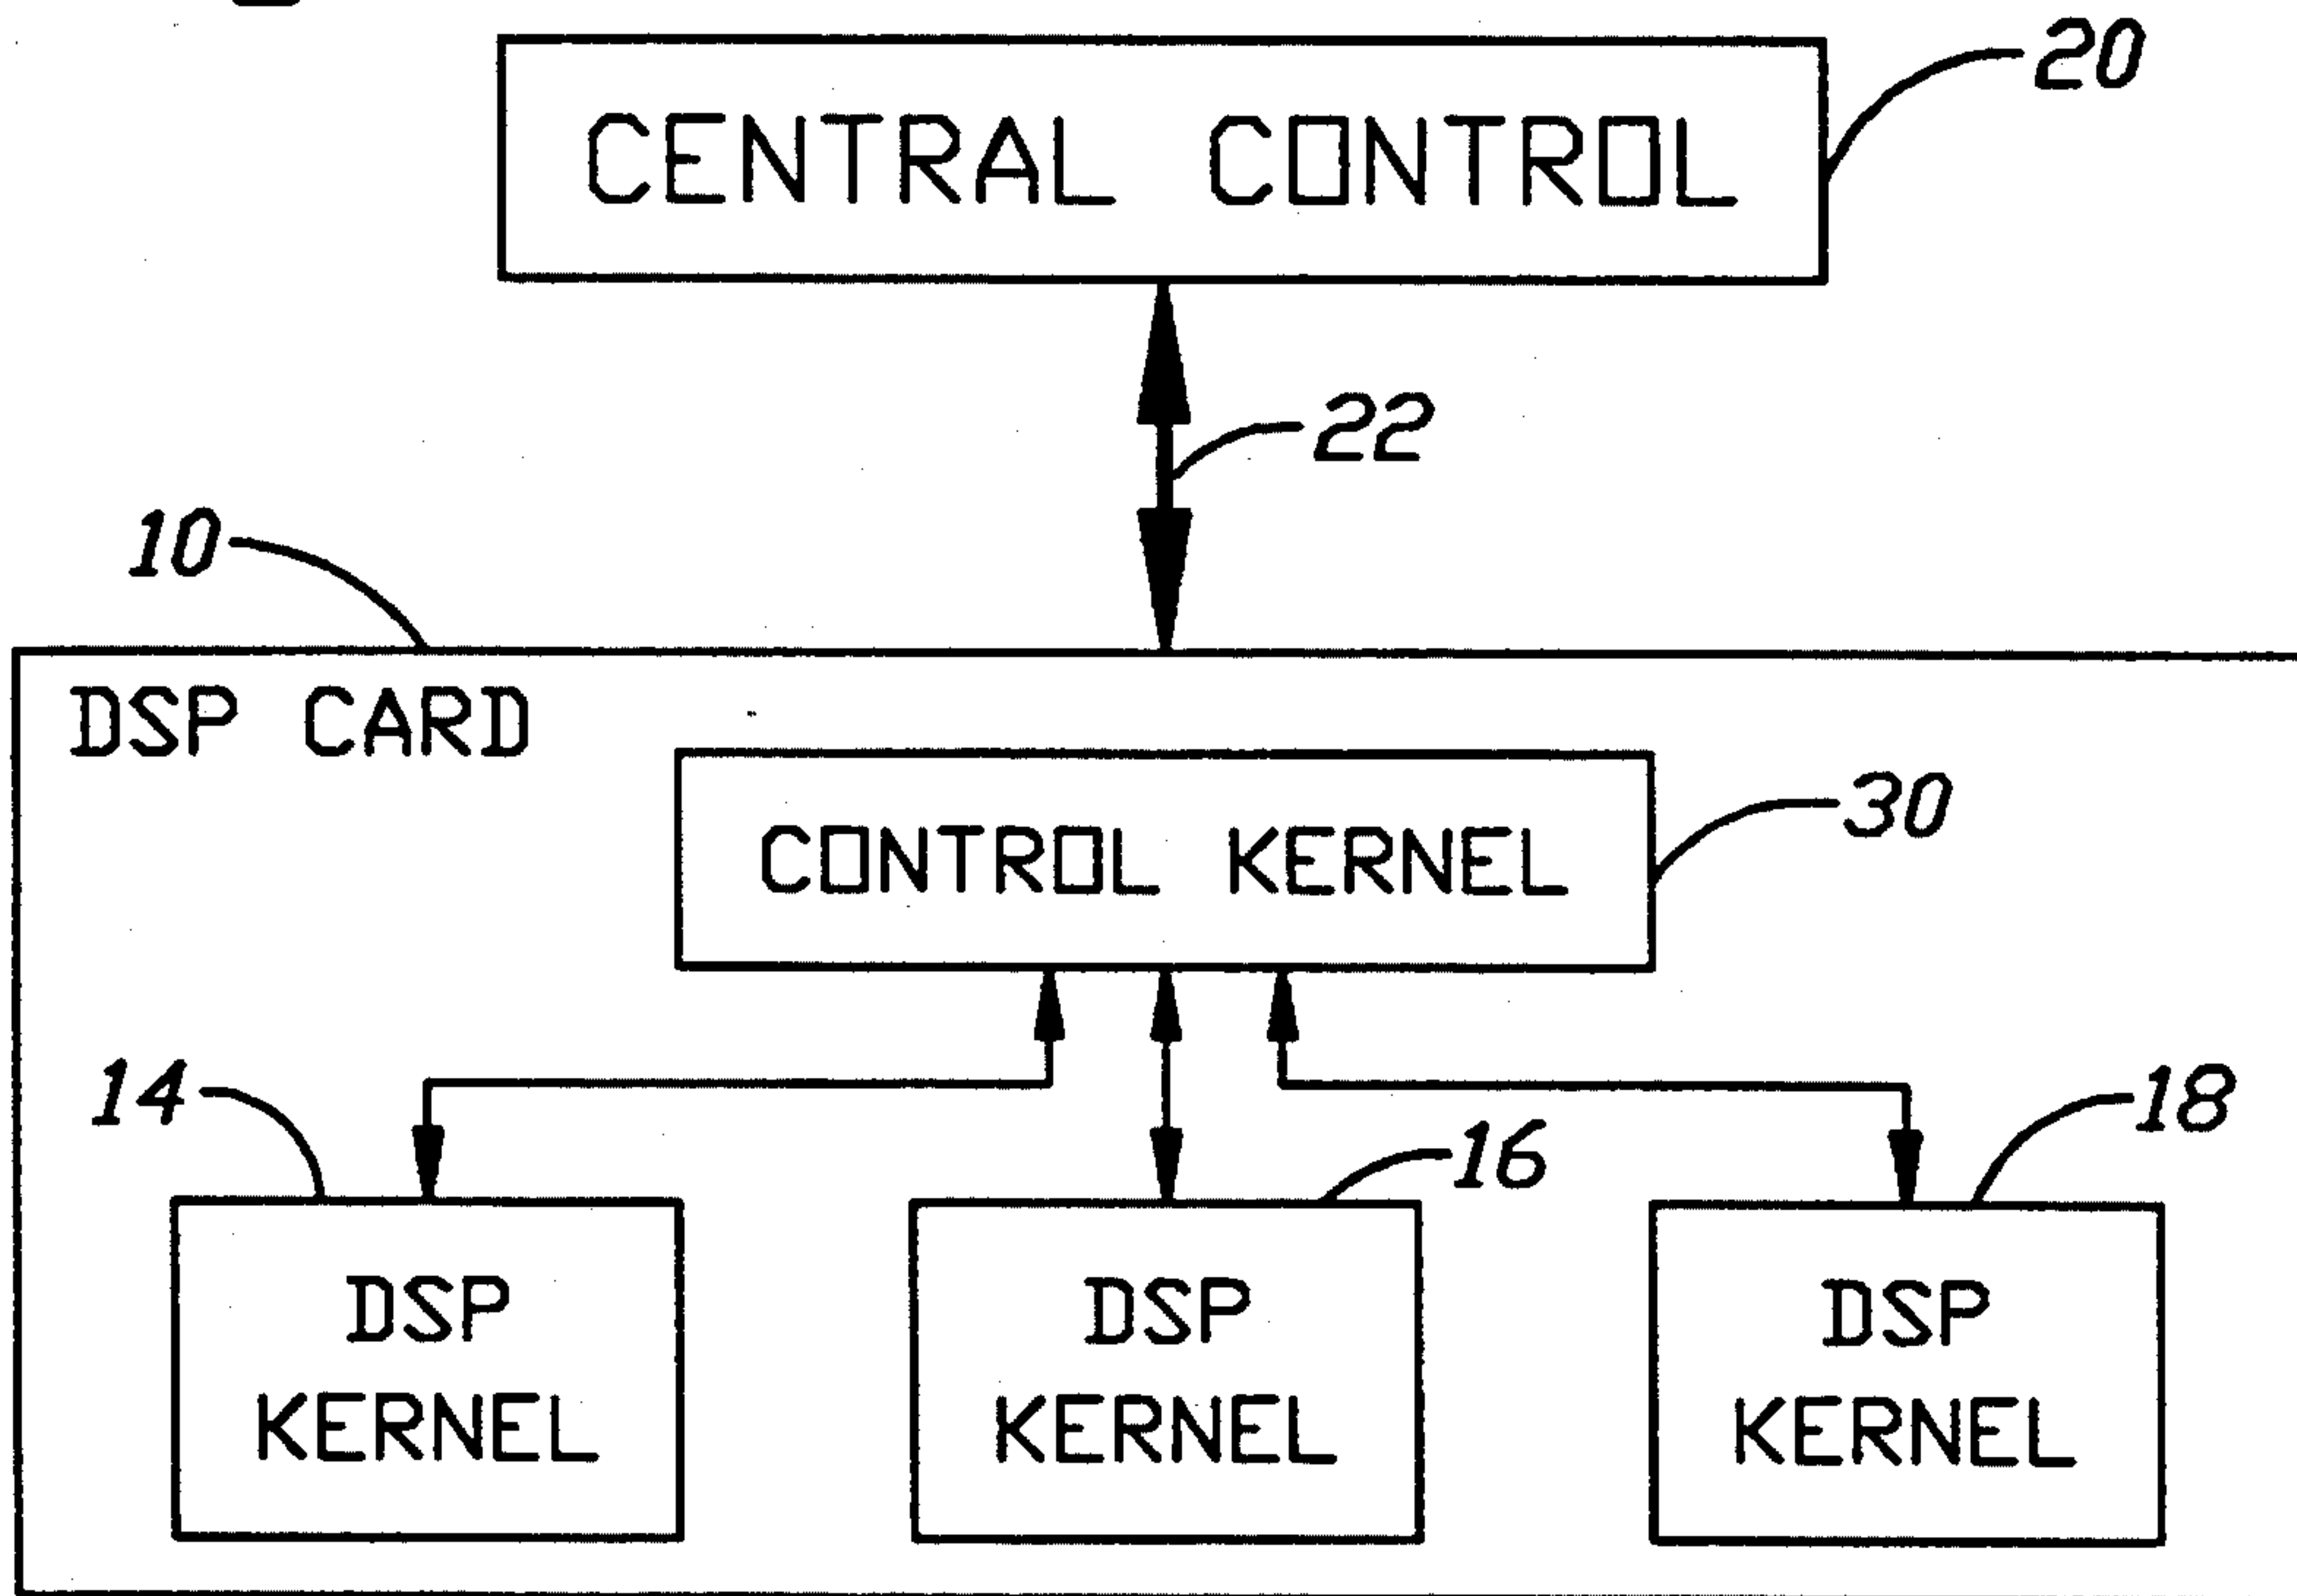 20
CENTRAL CONTROL
22
10
DSP CARD
30
CONTROL KERNEL
14
18
16
DSP
KERNEL
DSP
KERNEL
DSP
KERNEL